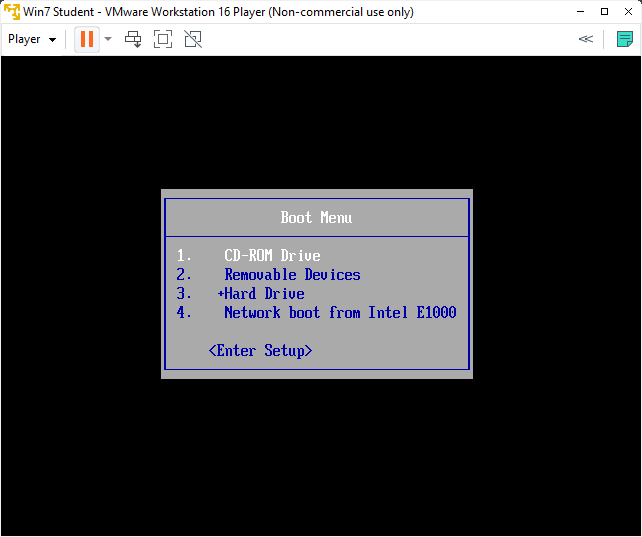 Win7 Student - VMware Workstation 16 Player (Non-commercial use only)
Player
Boot Menu
1. CD-ROM Drive
2. Removable Devices
3. +Hard Drive
4. Network boot from Intel E1000
<Enter Setup>